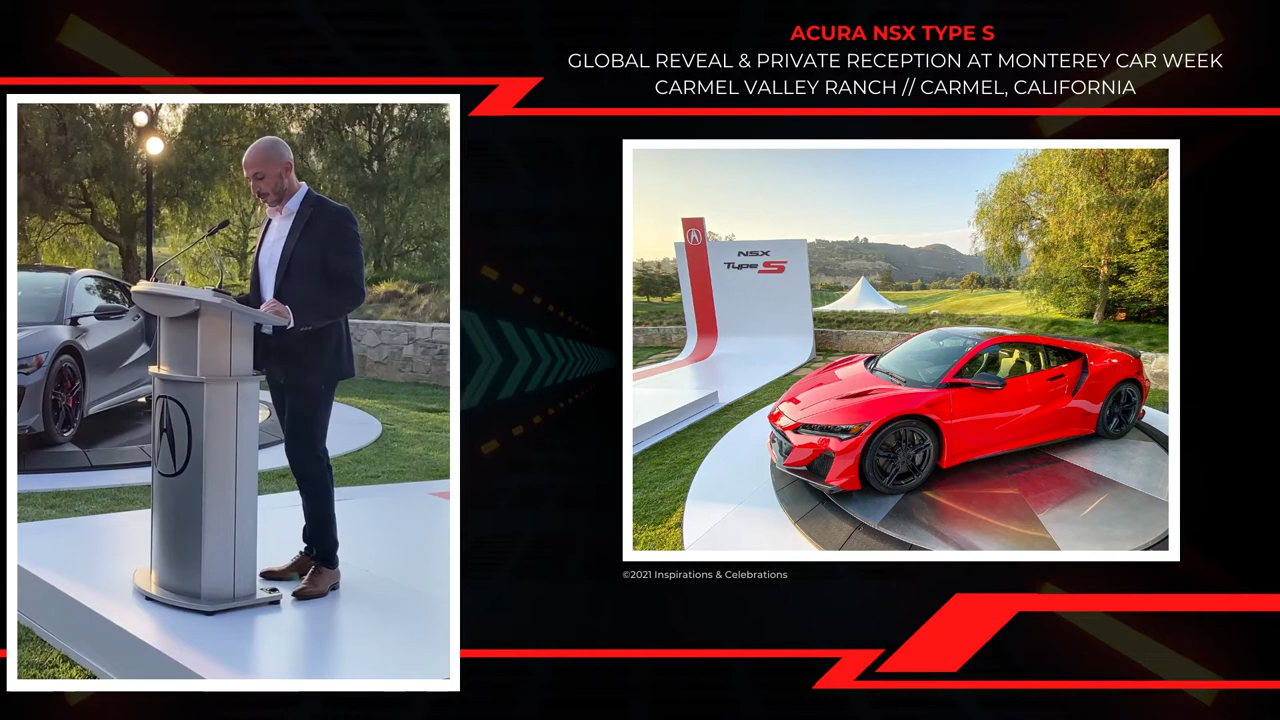 ACURA NSX TYPE S
GLOBAL REVEAL & PRIVATE RECEPTION AT MONTEREY CAR WEEK
CARMEL VALLEY RANCH // CARMEL, CALIFORNIA
NSX
Type S
©2021 Inspirations & Celebrations